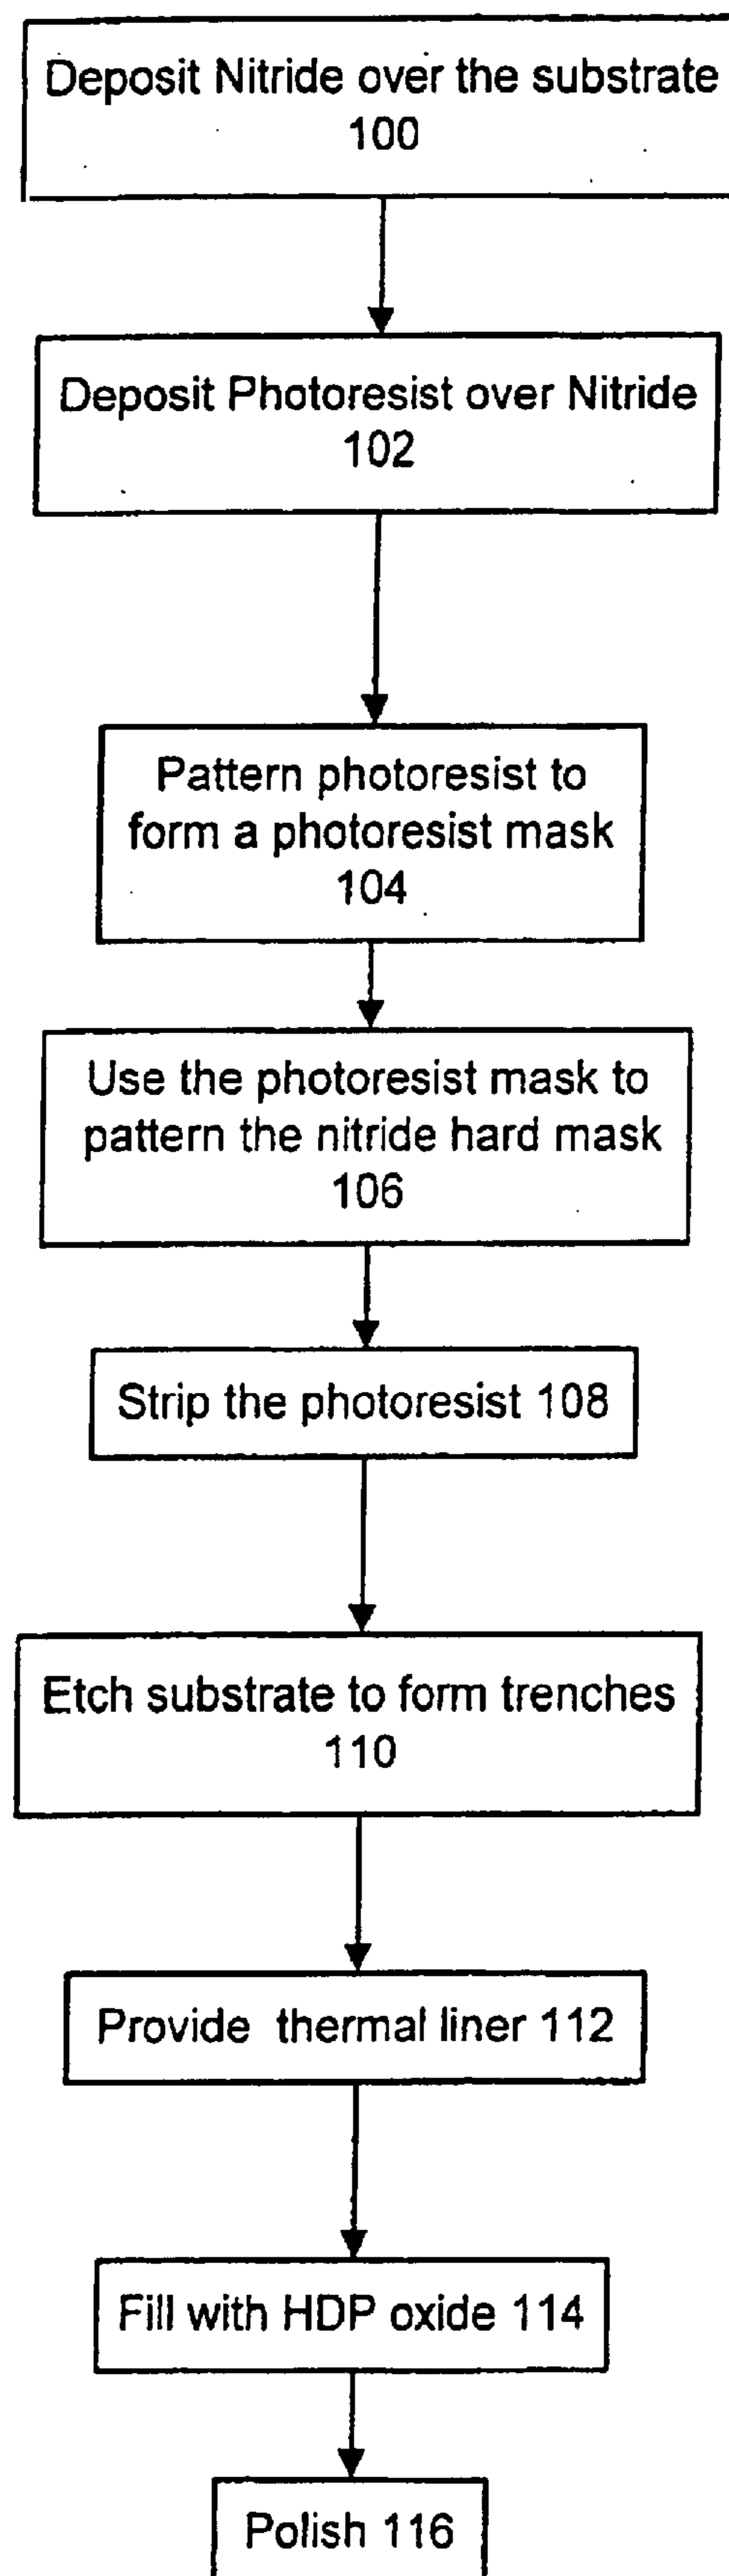 Deposit Nitride over the substrate
100
Deposit Photoresist over Nitride
102
Pattern photoresist to
form a photoresist mask
104
Use the photoresist mask to
pattern the nitride hard mask
106
Strip the photoresist 108
Etch substrate to form trenches
110
Provide thermal liner 112
Fill with HDP oxide 114
Polish 116